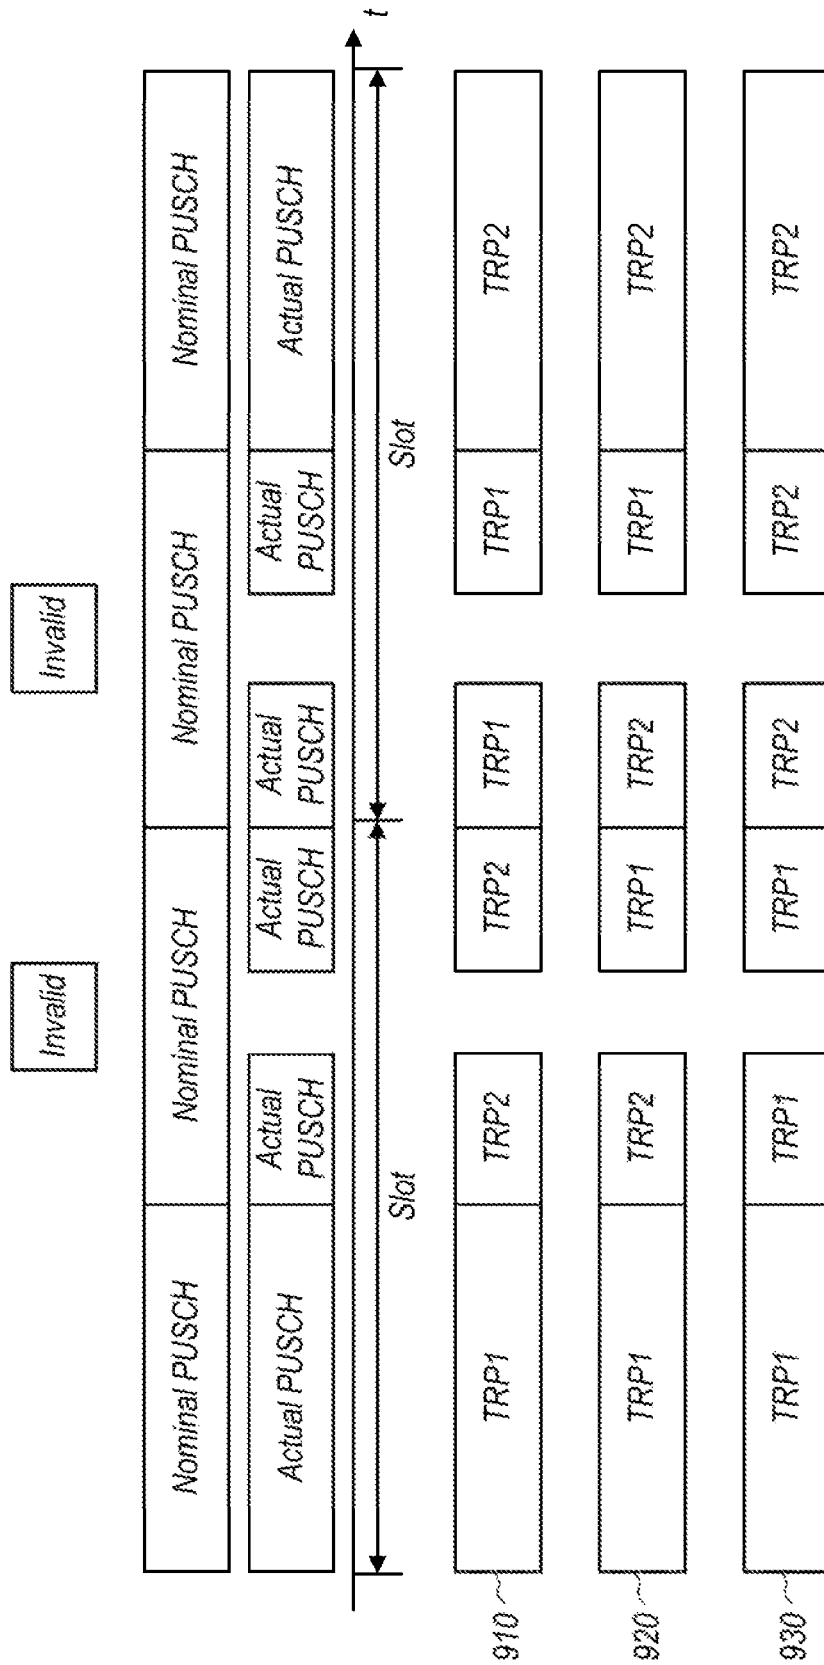 Invalid
Invalid
Nominal PUSCH
Nominal PUSCH
Nominal PUSCH
Nominal PUSCH
Actual PUSCH
Actual
PUSCH
Actual
PUSCH
Actual
PUSCH
Actual
PUSCH
Actual PUSCH
t
Slot
Slot
910
TRP1
TRP2
TRP2
TRP1
TRP1
TRP2
920
TRP1
TRP2
TRP1
TRP2
TRP1
TRP2
930
TRP1
TRP1
TRP1
TRP2
TRP2
TRP2